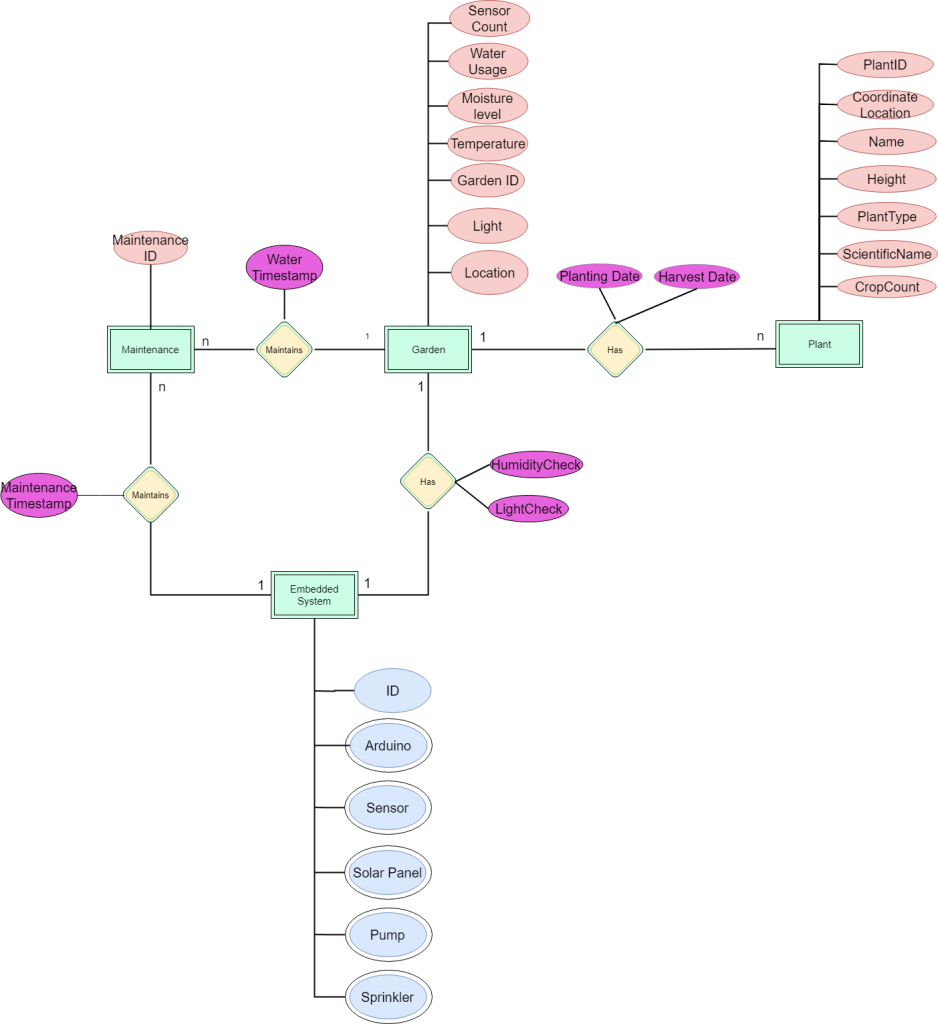 Sensor
Count
Water
Usage
Moisture
level
Temperature
Garden ID
Light
Location
PlantID
Coordinate
Location
Name
Height
PlantType
ScientificName
CropCount
Maintenance
ID
Water
Timestamp
Planting Date
Harvest Date
Maintenance
n
Maintains
1
Garden
1
Has
n
Plant
n
1
Maintenance
Timestamp
Maintains
Has
HumidityCheck
LightCheck
1
Embedded
System
1
ID
Arduino
Sensor
Solar Panel
Pump
Sprinkler